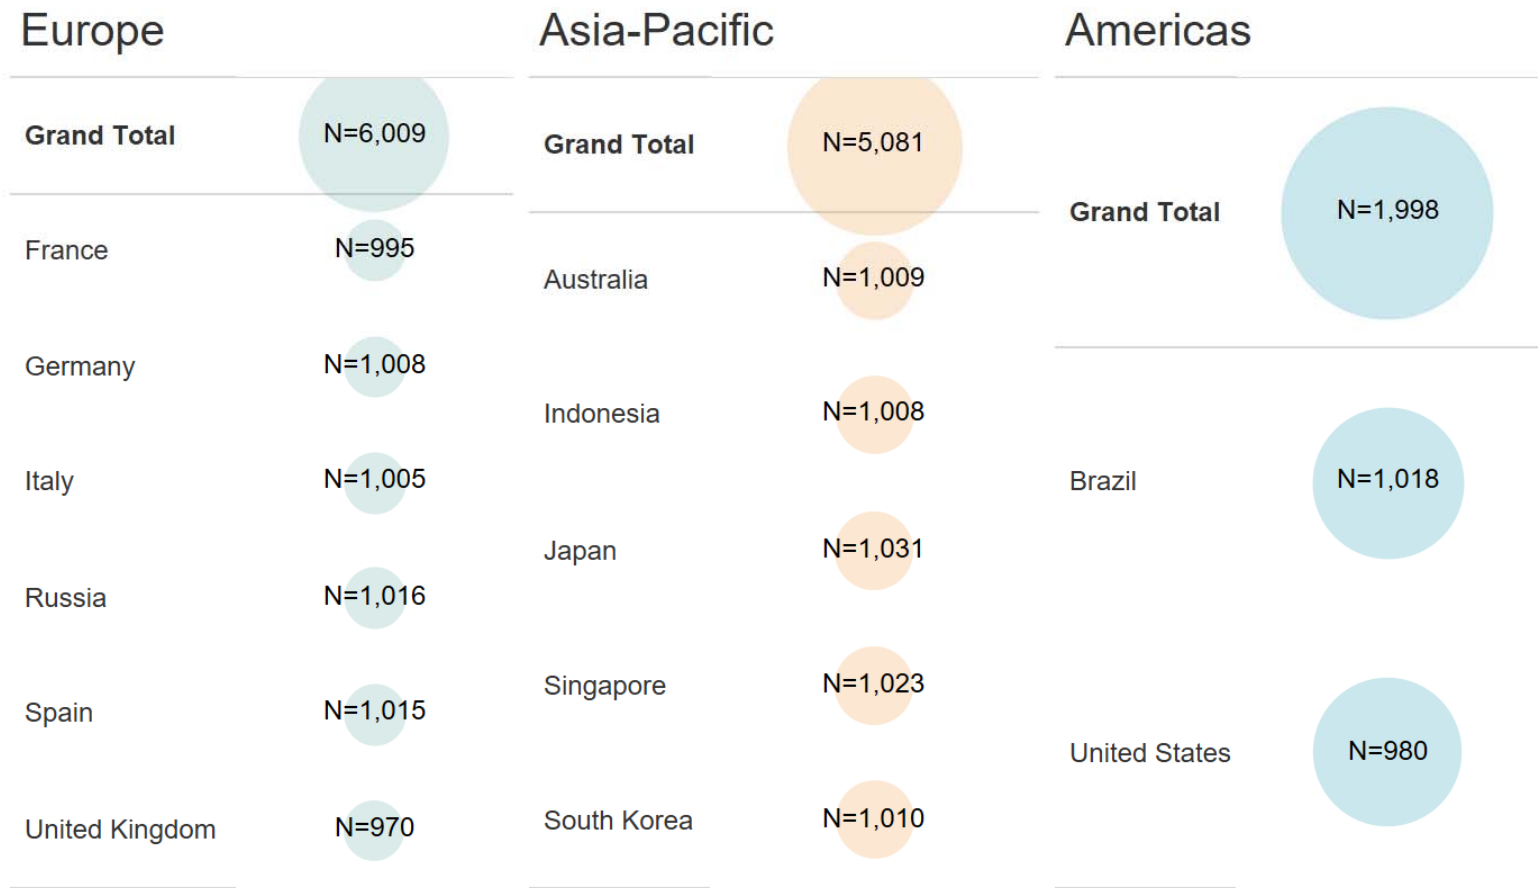 Europe
Grand Total N=6,009
France N=995
Germany N=1,008
Italy N=1,005
Russia N=1,016
Spain N=1,015
United Kingdom N=970
Asia-Pacific
Grand Total N=5,081
Australia N=1,009
Indonesia N=1,008
Japan N=1,031
Singapore N=1,023
South Korea N=1,010
Americas
Grand Total N=1,998
Brazil N=1,018
United States N=980